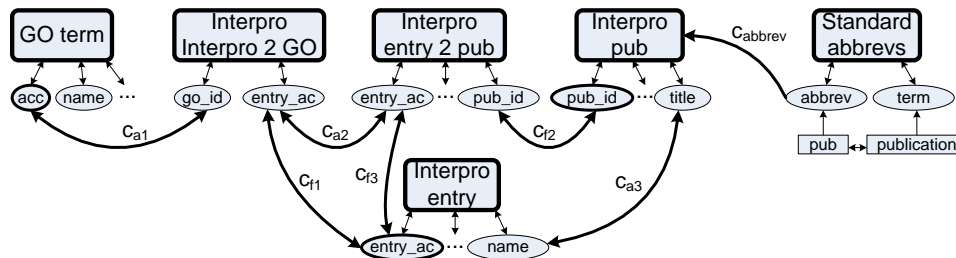 GO term
Interpro
Interpro 2 GO
Interpro
entry 2 pub
Interpro
pub
c_abbrev
Standard
abbrevs
acc
name
...
go_id
entry_ac
entry_ac
...
pub_id
pub_id
...
title
abbrev
term
c_a1
c_a2
c_f2
pub
publication
c_f1
c_f3
Interpro
entry
c_a3
entry_ac
...
name